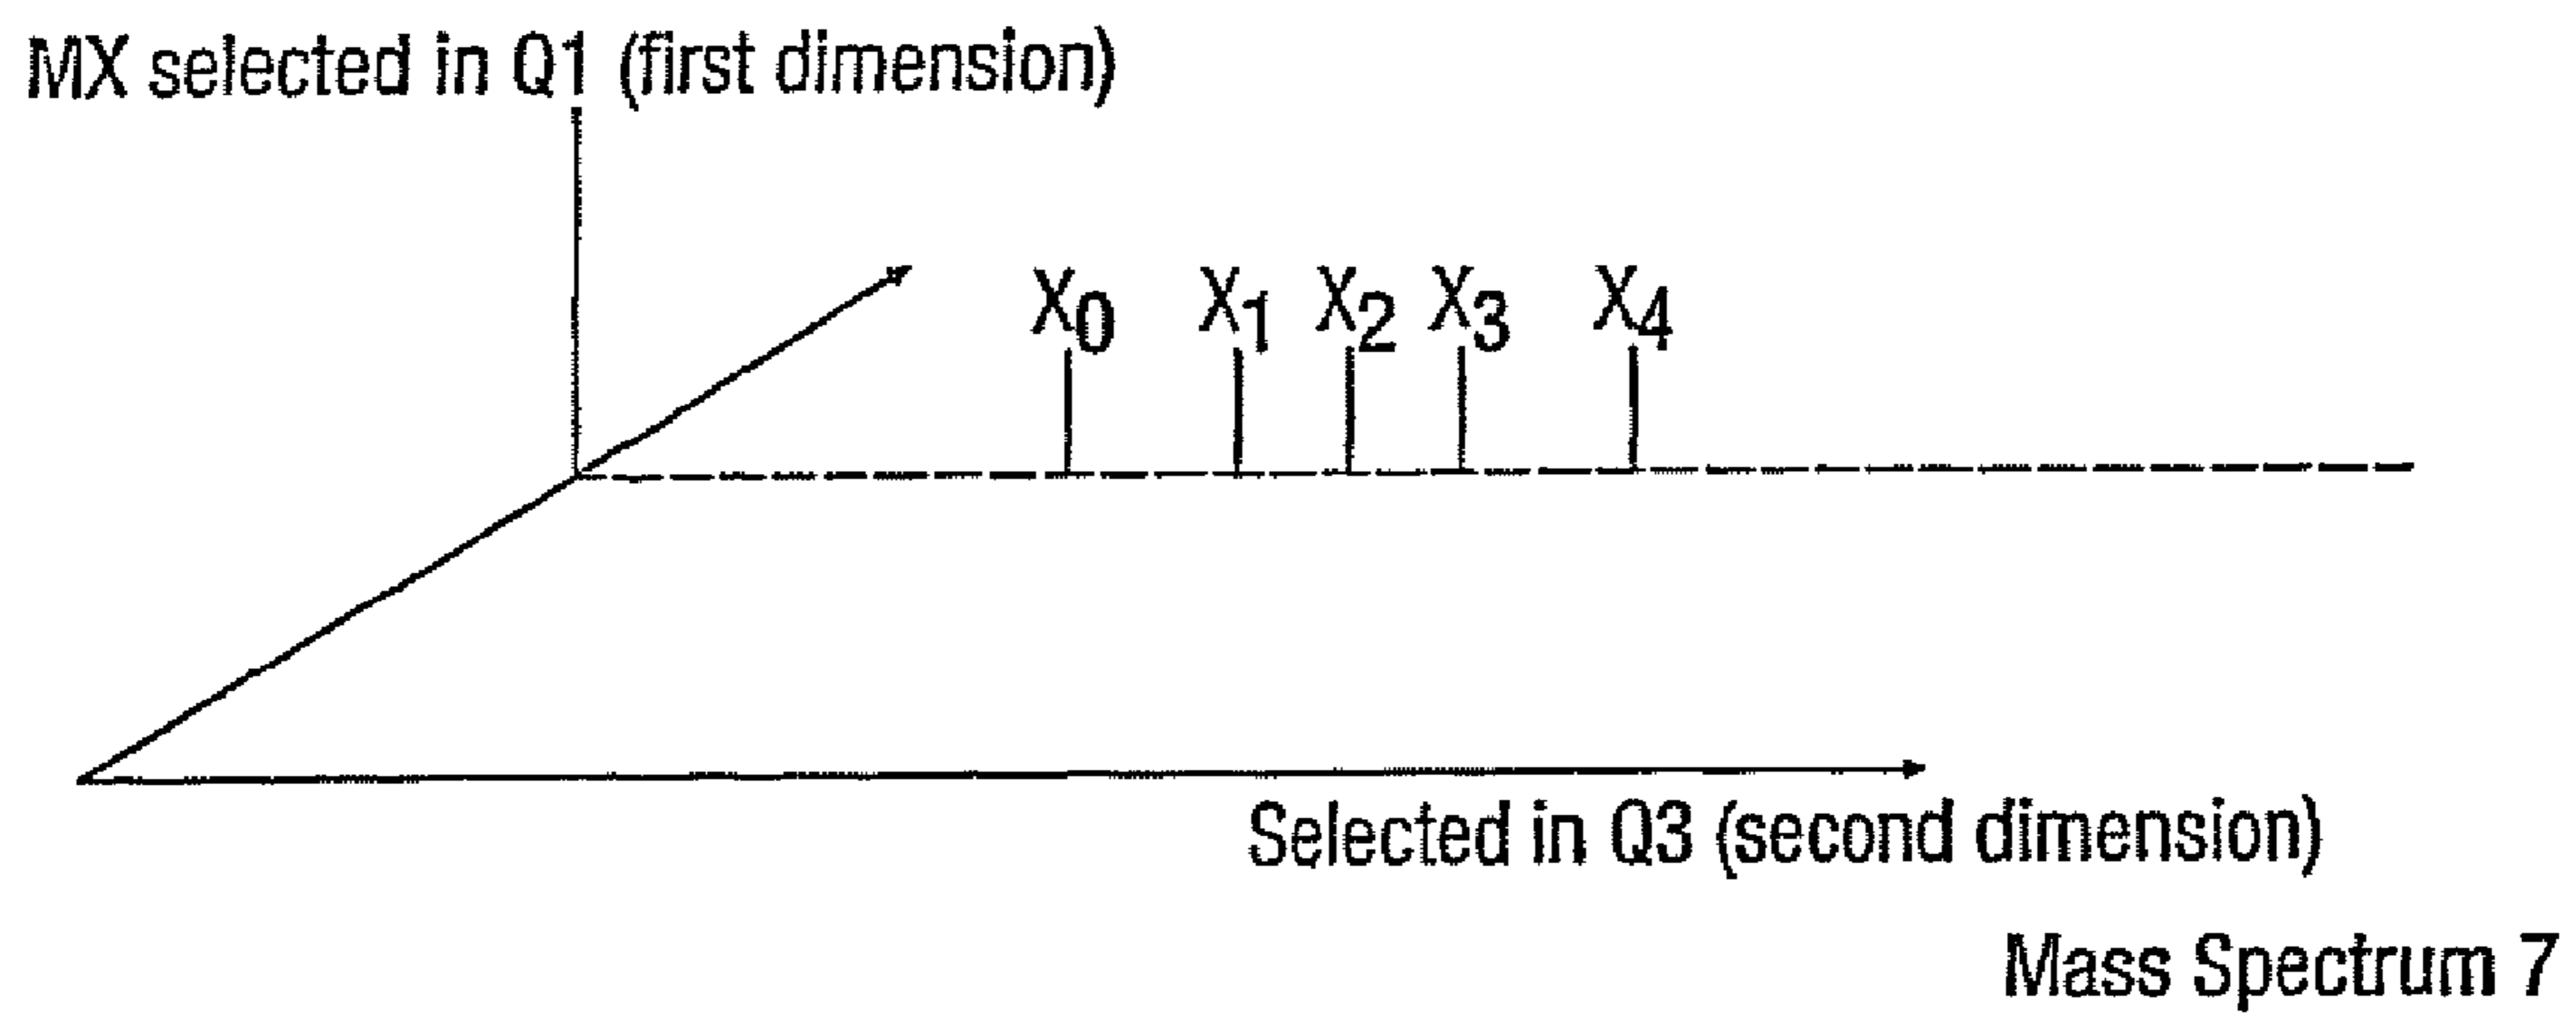 MX selected in Q1 (first dimension)
X0 X1 X2 X3 X4
Selected in Q3 (second dimension)
Mass Spectrum 7